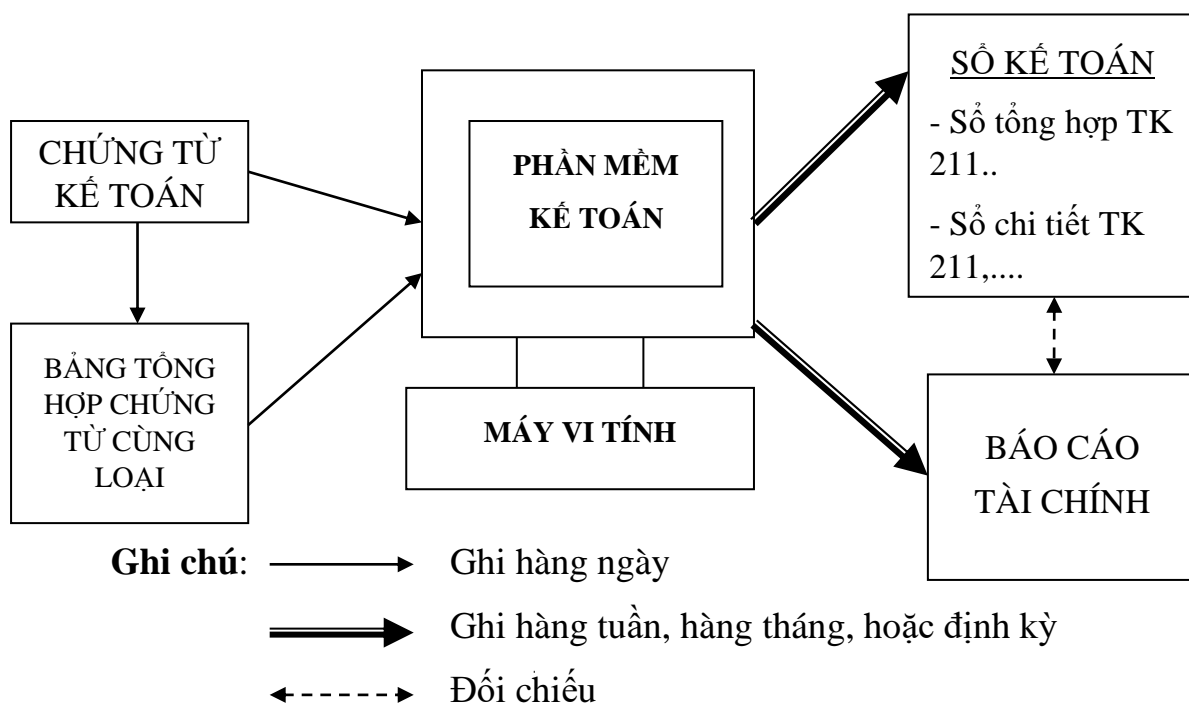 CHỨNG TỪ
KẾ TOÁN
BẢNG TỔNG
HỢP CHỨNG
TỪ CÙNG
LOẠI
PHẦN MỀM
KẾ TOÁN
MÁY VI TÍNH
SỔ KẾ TOÁN
- Sổ tổng hợp TK
211..
- Sổ chi tiết TK
211,....
BÁO CÁO
TÀI CHÍNH
Ghi chú:
Ghi hàng ngày
Ghi hàng tuần, hàng tháng, hoặc định kỳ
Đối chiếu